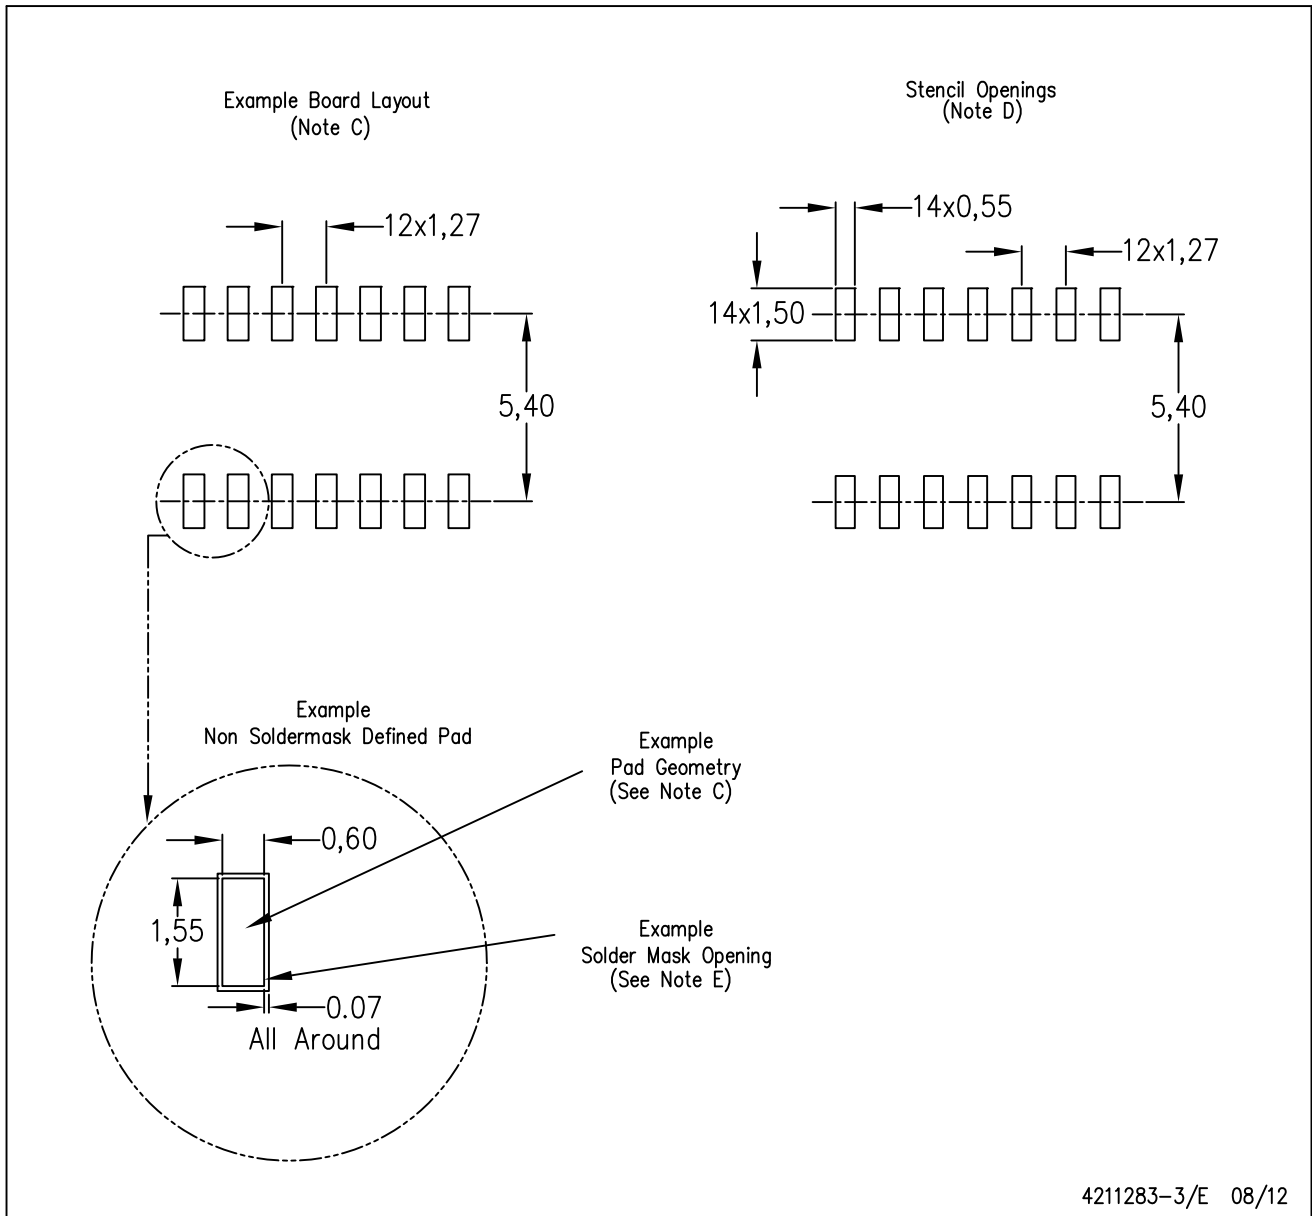 Example Board Layout
(Note C)
Stencil Openings
(Note D)
12x1,27
5,40
14x0,55
12x1,27
14x1,50
5,40
Example
Non Soldermask Defined Pad
Example
Pad Geometry
(See Note C)
0,60
1,55
Example
Solder Mask Opening
(See Note E)
0.07
All Around
4211283-3/E 08/12